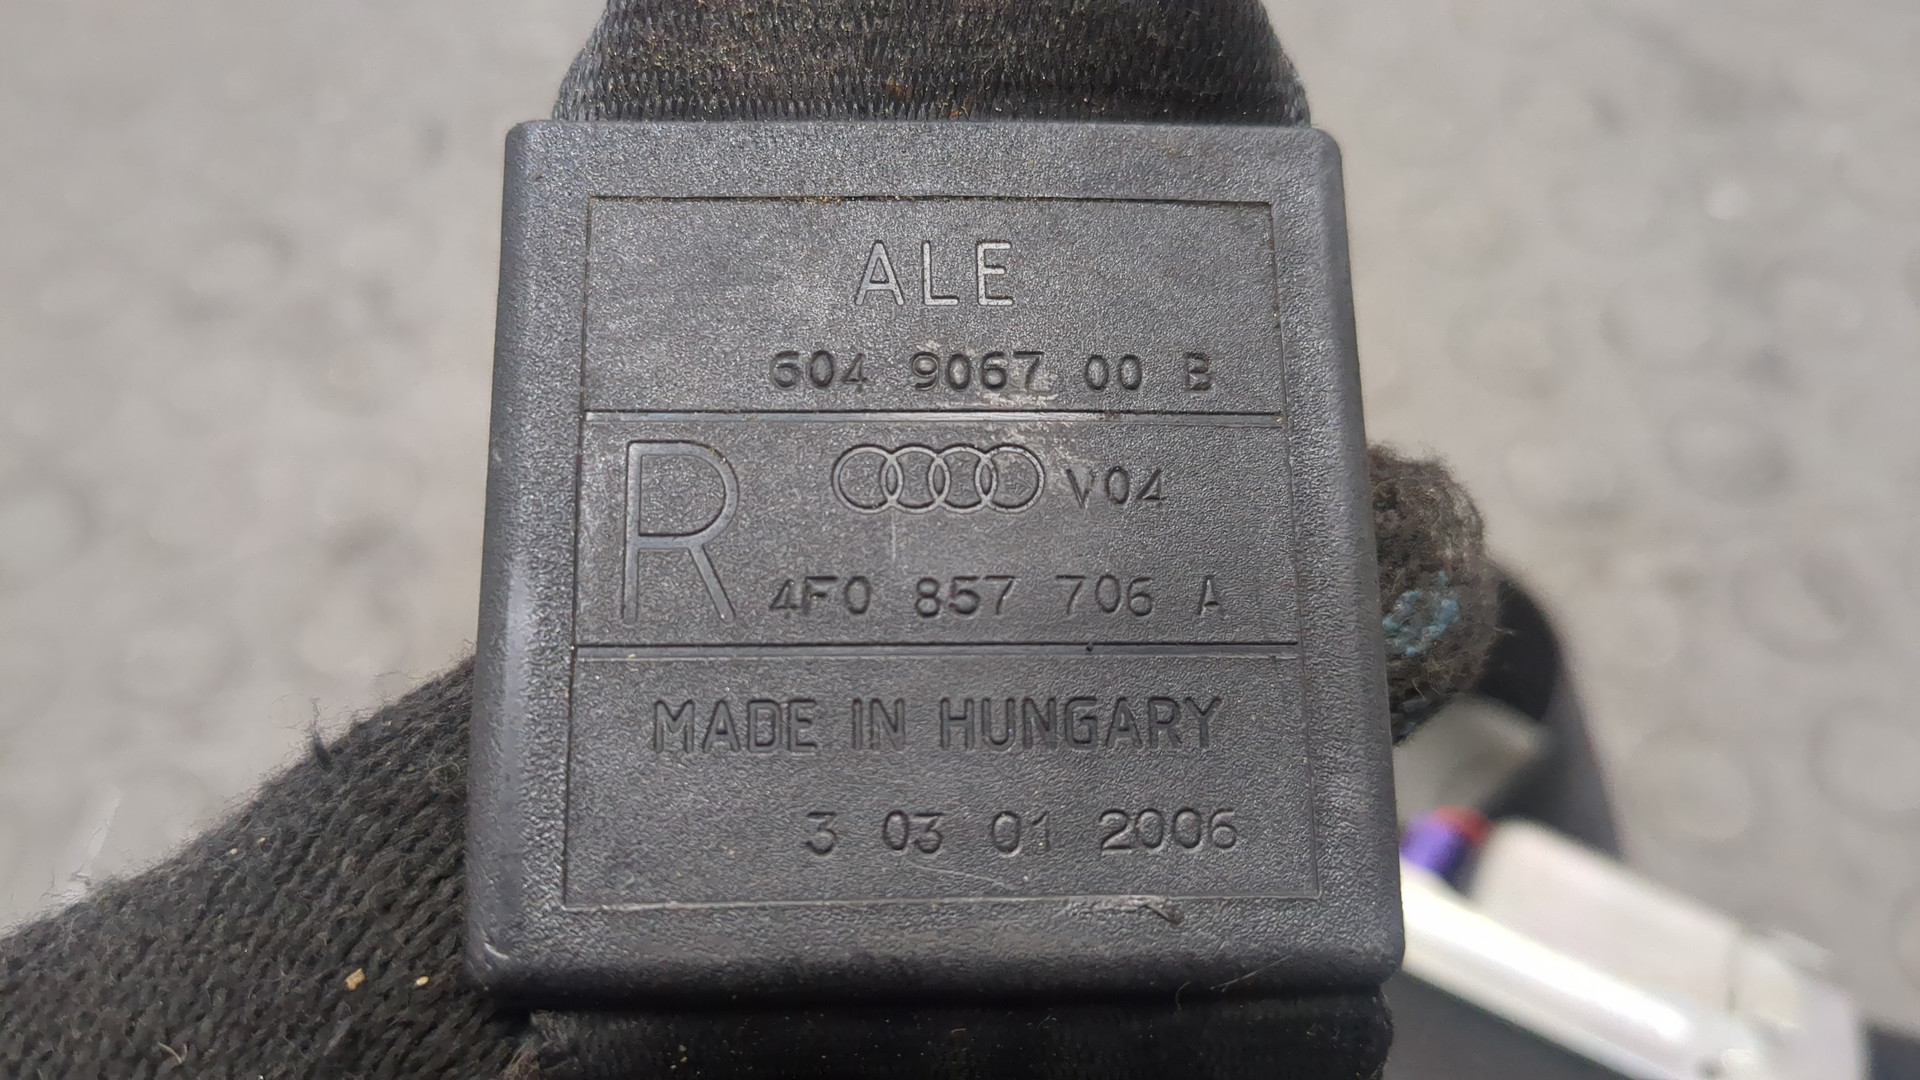 ALE
604 9067 00 B
R V04
4F0 857 706 A
MADE IN HUNGARY
3 03 01 2006